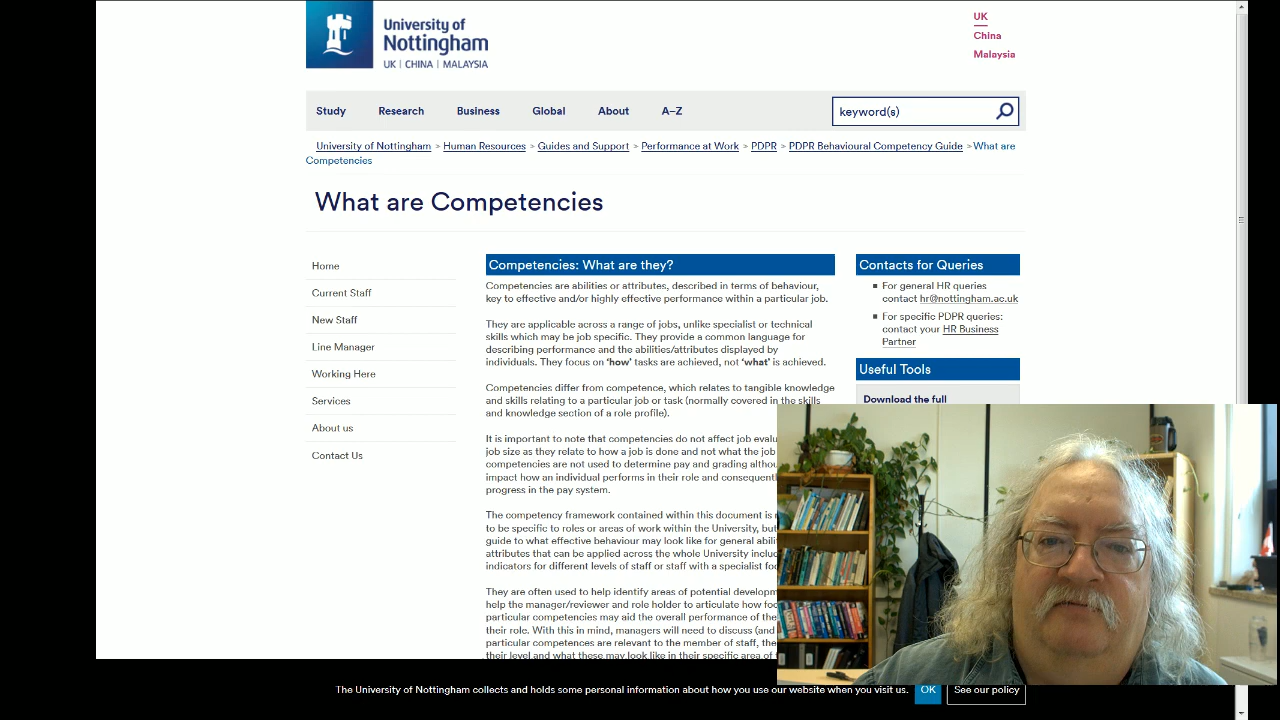 University of
Nottingham
UK | CHINA | MALAYSIA
UK
China
Malaysia
Study Research Business Global About A–Z
keyword(s)
University of Nottingham > Human Resources > Guides and Support > Performance at Work > PDPR > PDPR Behavioural Competency Guide > What are
Competencies
What are Competencies
Home
Current Staff
New Staff
Line Manager
Working Here
Services
About us
Contact Us
Competencies: What are they?
Competencies are abilities or attributes, described in terms of behaviour,
key to effective and/or highly effective performance within a particular job.
They are applicable across a range of jobs, unlike specialist or technical
skills which may be job specific. They provide a common language for
describing performance and the abilities/attributes displayed by
individuals. They focus on ‘how’ tasks are achieved, not ‘what’ is achieved.
Competencies differ from competence, which relates to tangible knowledge
and skills relating to a particular job or task (normally covered in the skills
and knowledge section of a role profile).
It is important to note that competencies do not affect job evalu
job size as they relate to how a job is done and not what the job
competencies are not used to determine pay and grading althou
impact how an individual performs in their role and consequent
progress in the pay system.
The competency framework contained within this document is
to be specific to roles or areas of work within the University, but
guide to what effective behaviour may look like for general abili
attributes that can be applied across the whole University includ
indicators for different levels of staff or staff with a specialist fo
They are often used to help identify areas of potential developm
help the manager/reviewer and role holder to articulate how foc
particular competencies may aid the overall performance of the
their role. With this in mind, managers will need to discuss (and
particular competences are relevant to the member of staff, the
their level and what these may look like in their specific area of
Contacts for Queries
For general HR queries
contact hr@nottingham.ac.uk
For specific PDPR queries:
contact your HR Business
Partner
Useful Tools
Download the full
The University of Nottingham collects and holds some personal information about how you use our website when you visit us. OK See our policy